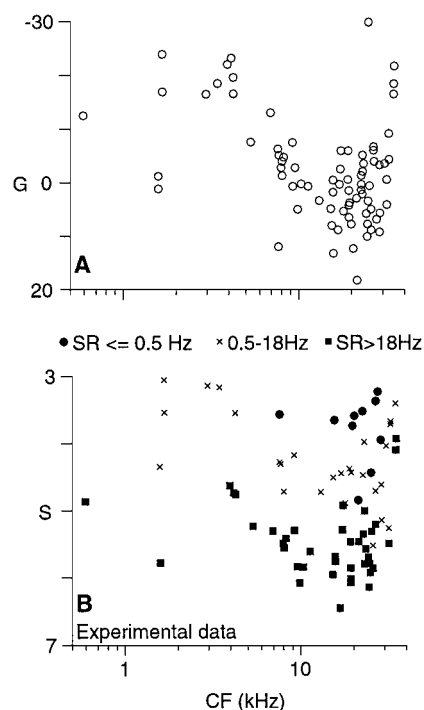 -30
G 0
A
20
● SR <= 0.5 Hz × 0.5-18Hz ■ SR>18Hz
3
S 5
B
7 Experimental data
1 10
CF (kHz)